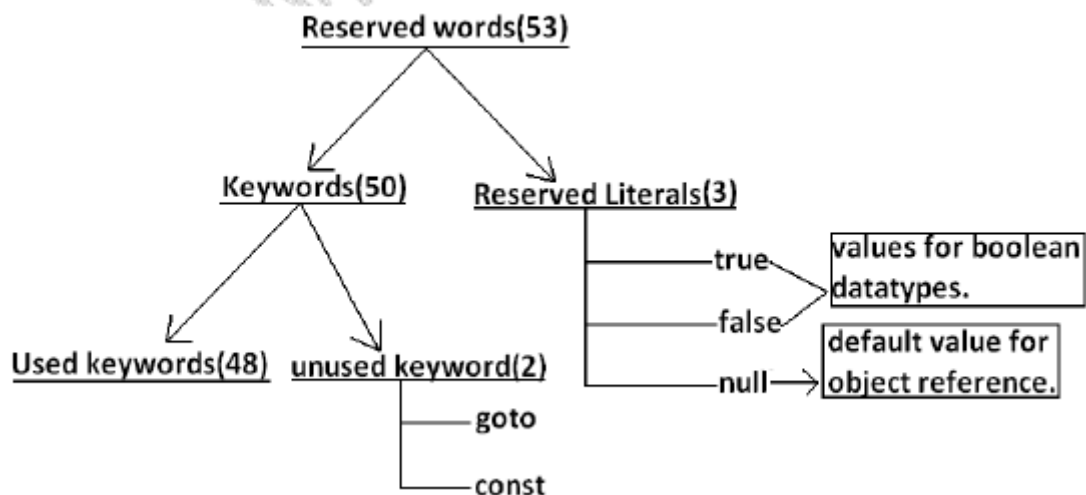 Reserved words(53)
Keywords(50)
Reserved Literals(3)
true
false
values for boolean
datatypes.
null
default value for
object reference.
Used keywords(48)
unused keyword(2)
goto
const